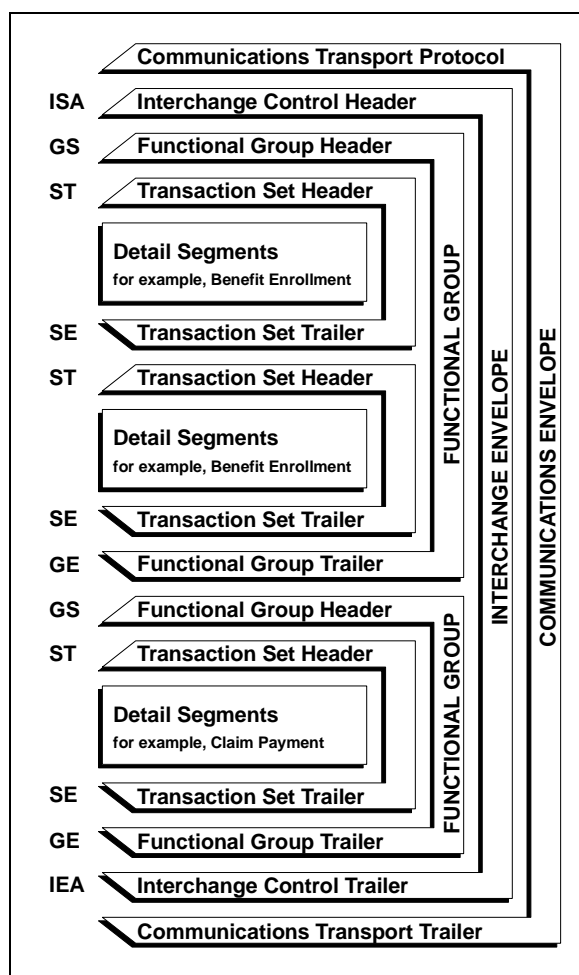 Communications Transport Protocol
ISA Interchange Control Header
GS Functional Group Header
ST Transaction Set Header
Detail Segments
for example, Benefit Enrollment
SE Transaction Set Trailer
ST Transaction Set Header
Detail Segments
for example, Benefit Enrollment
SE Transaction Set Trailer
GE Functional Group Trailer
FUNCTIONAL GROUP
GS Functional Group Header
ST Transaction Set Header
Detail Segments
for example, Claim Payment
SE Transaction Set Trailer
GE Functional Group Trailer
FUNCTIONAL GROUP
IEA Interchange Control Trailer
INTERCHANGE ENVELOPE
Communications Transport Trailer
COMMUNICATIONS ENVELOPE